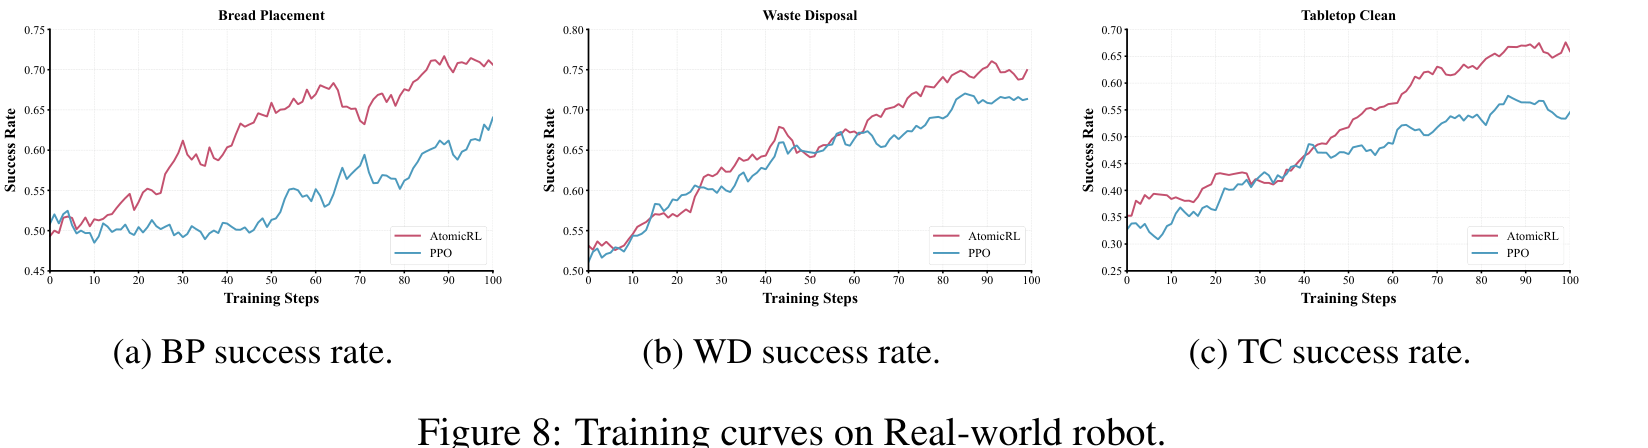 Bread Placement
0.75
0.70
0.65
0.60
0.55
0.50
0.45
Success Rate
0 10 20 30 40 50 60 70 80 90 100
Training Steps
AtomicRL
PPO
(a) BP success rate.
Waste Disposal
0.80
0.75
0.70
0.65
0.60
0.55
0.50
Success Rate
0 10 20 30 40 50 60 70 80 90 100
Training Steps
AtomicRL
PPO
(b) WD success rate.
Tabletop Clean
0.70
0.65
0.60
0.55
0.50
0.45
0.40
0.35
0.30
0.25
Success Rate
0 10 20 30 40 50 60 70 80 90 100
Training Steps
AtomicRL
PPO
(c) TC success rate.
Figure 8: Training curves on Real-world robot.